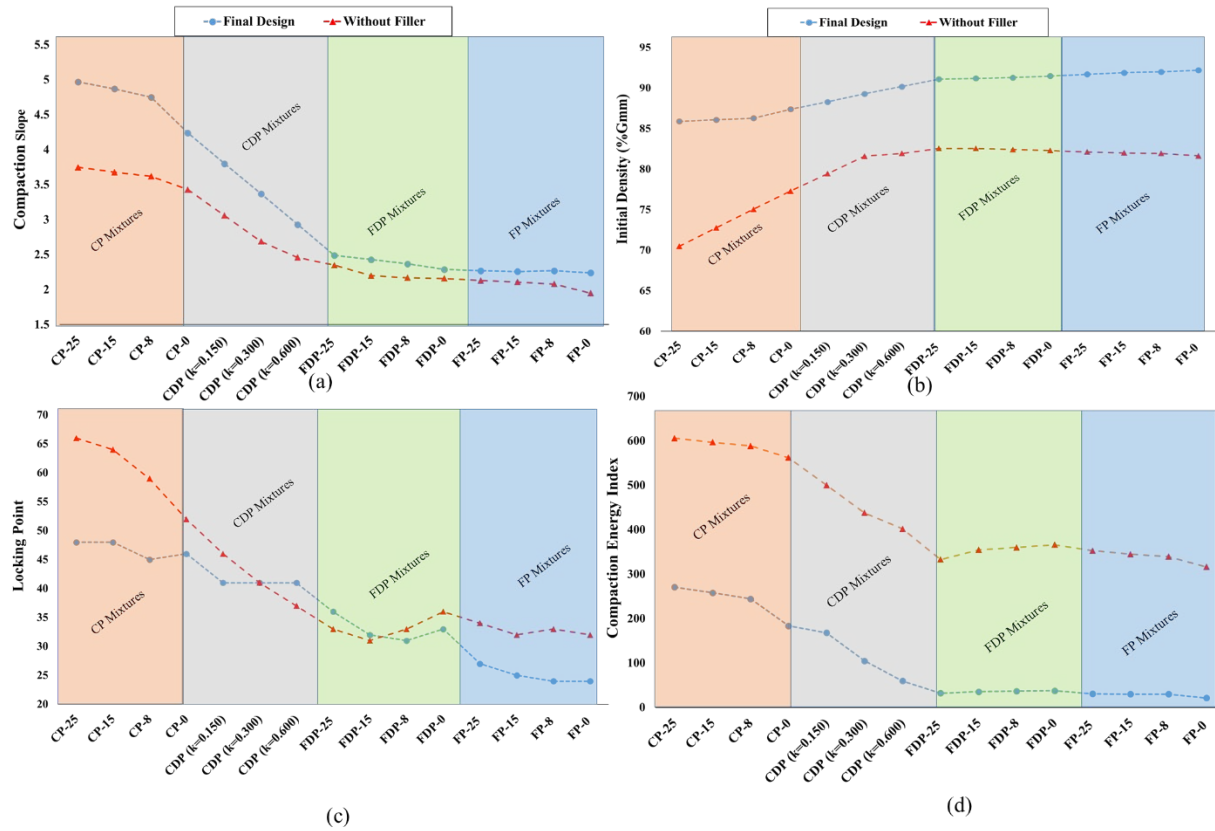 Final Design Without Filler
Compaction Slope
5.5
5
4.5
4
3.5
3
2.5
2
1.5
CP Mixtures
CDP Mixtures
FDP Mixtures
FP Mixtures
CP-25 CP-15 CP-8 CP-0 CDP (k=0.150) CDP (k=0.300) CDP (k=0.600) FDP-25 FDP-15 FDP-8 FDP-0 FP-25 FP-15 FP-8 FP-0
(a)
Final Design Without Filler
Initial Density (%Gmm)
95
90
85
80
75
70
65
60
CP Mixtures
CDP Mixtures
FDP Mixtures
FP Mixtures
CP-25 CP-15 CP-8 CP-0 CDP (k=0.150) CDP (k=0.300) CDP (k=0.600) FDP-25 FDP-15 FDP-8 FDP-0 FP-25 FP-15 FP-8 FP-0
(b)
Locking Point
70
65
60
55
50
45
40
35
30
25
20
CP Mixtures
CDP Mixtures
FDP Mixtures
FP Mixtures
CP-25 CP-15 CP-8 CP-0 CDP (k=0.150) CDP (k=0.300) CDP (k=0.600) FDP-25 FDP-15 FDP-8 FDP-0 FP-25 FP-15 FP-8 FP-0
(c)
Compaction Energy Index
700
600
500
400
300
200
100
0
CP Mixtures
CDP Mixtures
FDP Mixtures
FP Mixtures
CP-25 CP-15 CP-8 CP-0 CDP (k=0.150) CDP (k=0.300) CDP (k=0.600) FDP-25 FDP-15 FDP-8 FDP-0 FP-25 FP-15 FP-8 FP-0
(d)